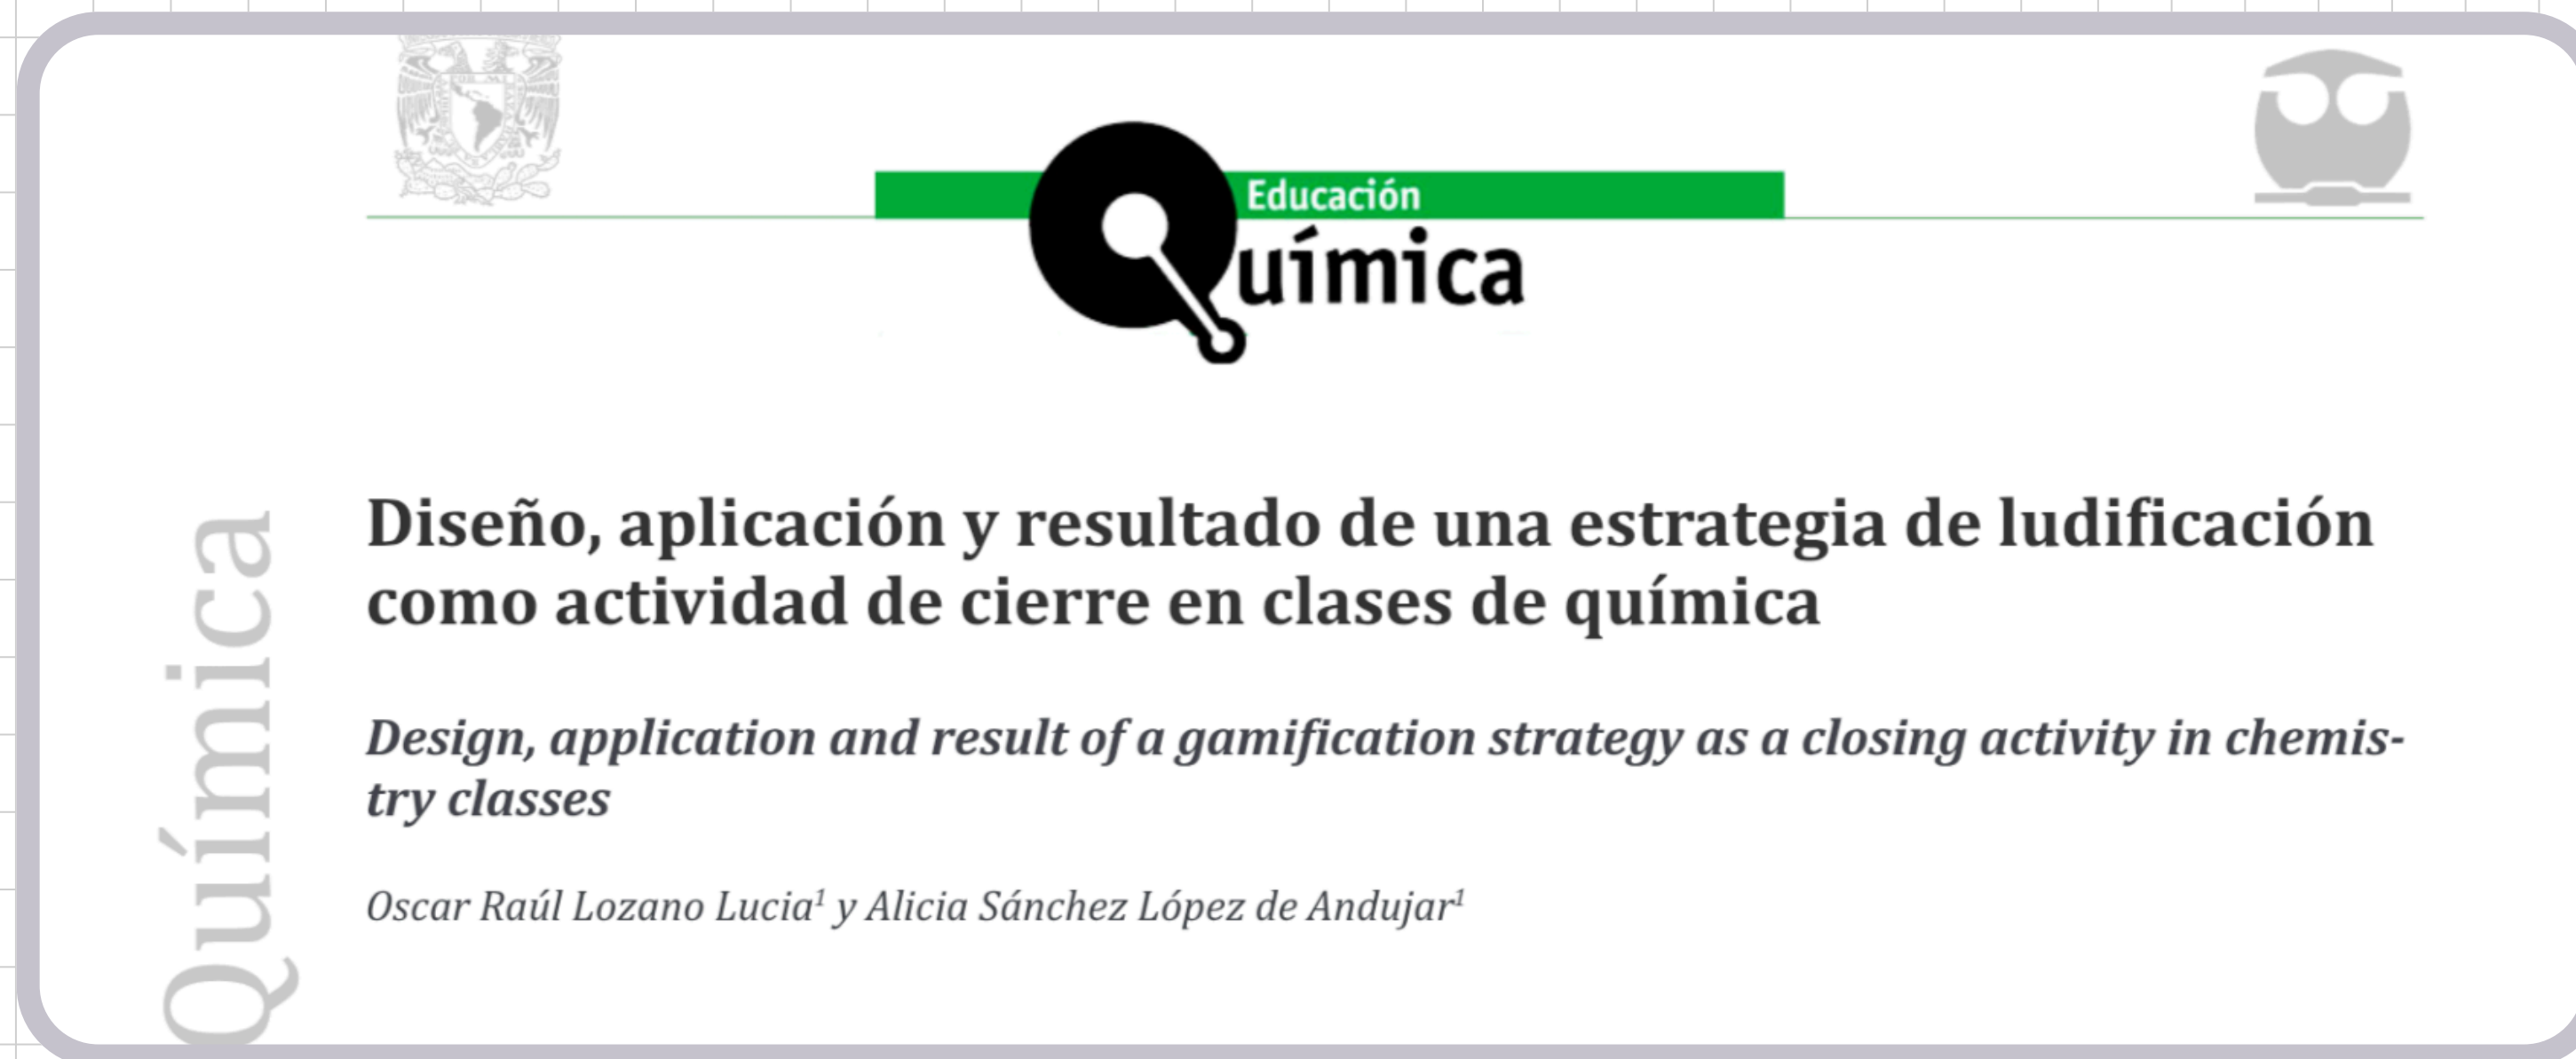 Educación
Química
Diseño, aplicación y resultado de una estrategia de ludificación
como actividad de cierre en clases de química
Design, application and result of a gamification strategy as a closing activity in chemis-
try classes
Oscar Raúl Lozano Lucia¹ y Alicia Sánchez López de Andujar¹
Química